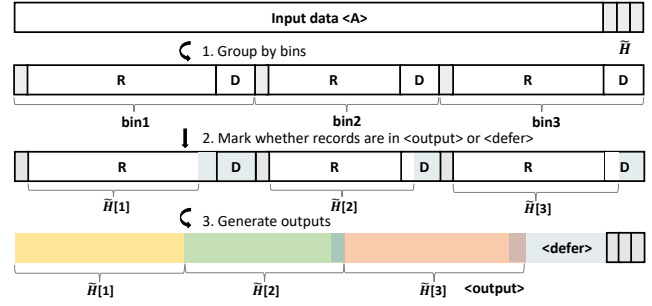 Input data <A>
H̃
1. Group by bins
R D R D R D
bin1 bin2 bin3
2. Mark whether records are in <output> or <defer>
R D R D R D
H̃[1] H̃[2] H̃[3]
3. Generate outputs
<defer>
H̃[1] H̃[2] H̃[3] <output>